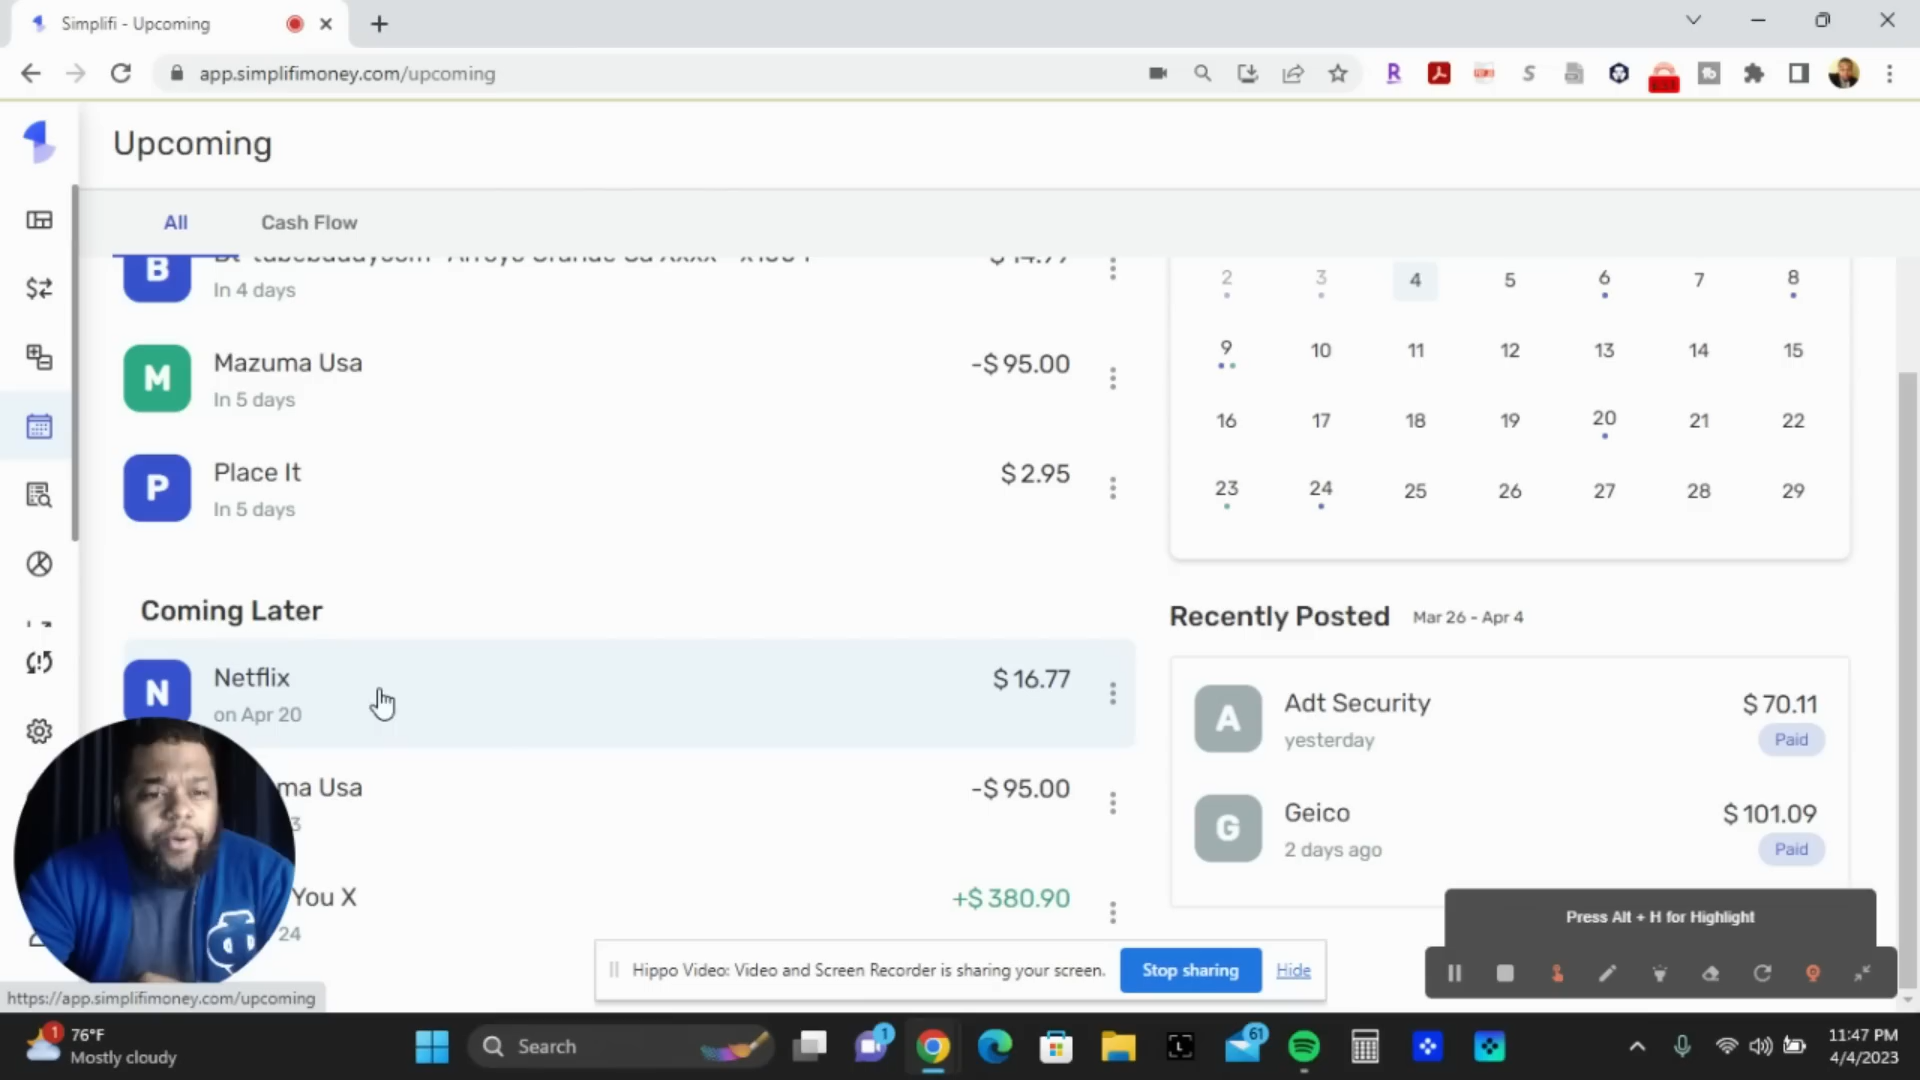 Simplifi - Upcoming
app.simplifimoney.com/upcoming
Upcoming
All
Cash Flow
B
In 4 days
M
Mazuma Usa
-$95.00
In 5 days
P
Place It
$2.95
In 5 days
Coming Later
N
Netflix
$16.77
on Apr 20
ma Usa
-$95.00
3
You X
+$380.90
24
2 3 4 5 6 7 8
9 10 11 12 13 14 15
16 17 18 19 20 21 22
23 24 25 26 27 28 29
Recently Posted
Mar 26 - Apr 4
A
Adt Security
$70.11
yesterday
Paid
G
Geico
$101.09
2 days ago
Paid
Press Alt + H for Highlight
Hippo Video: Video and Screen Recorder is sharing your screen.
Stop sharing
Hide
https://app.simplifimoney.com/upcoming
1
76°F
Mostly cloudy
Search
1
61
11:47 PM
4/4/2023